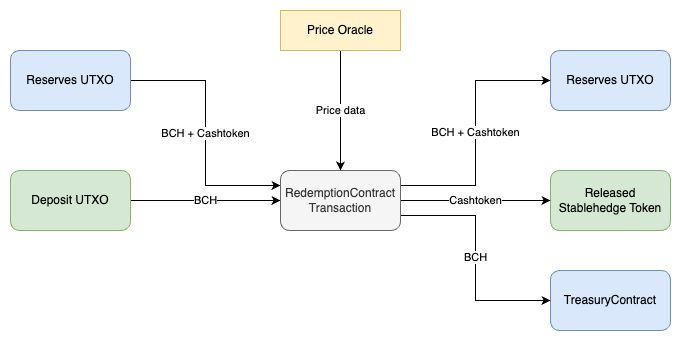 Price Oracle
Reserves UTXO
Reserves UTXO
Price data
BCH + Cashtoken
BCH + Cashtoken
Deposit UTXO
BCH
RedemptionContract
Transaction
Cashtoken
Released
Stablehedge Token
BCH
TreasuryContract